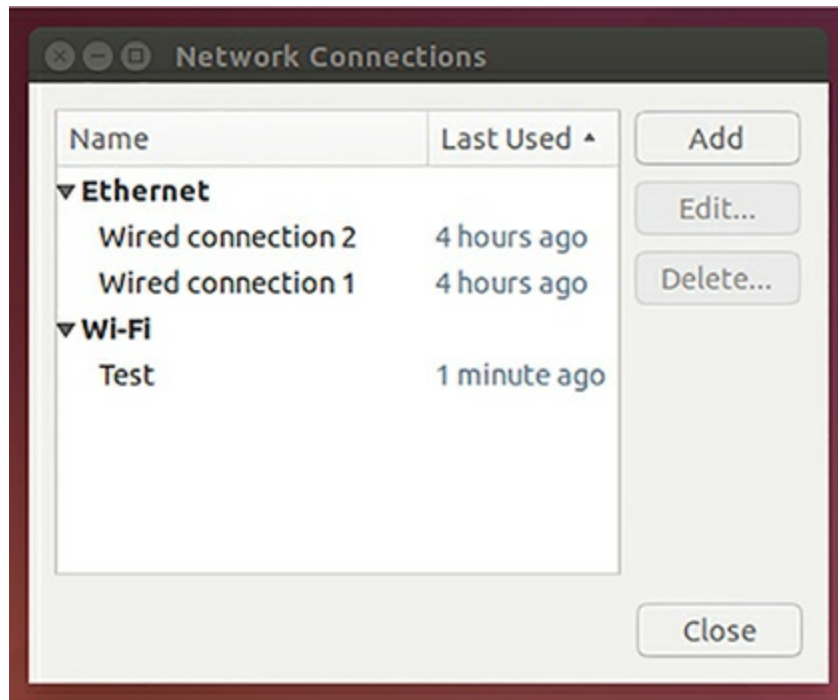 Network Connections
Name Last Used Add
Ethernet
Edit...
Wired connection 2 4 hours ago
Wired connection 1 4 hours ago Delete...
Wi-Fi
Test 1 minute ago
Close